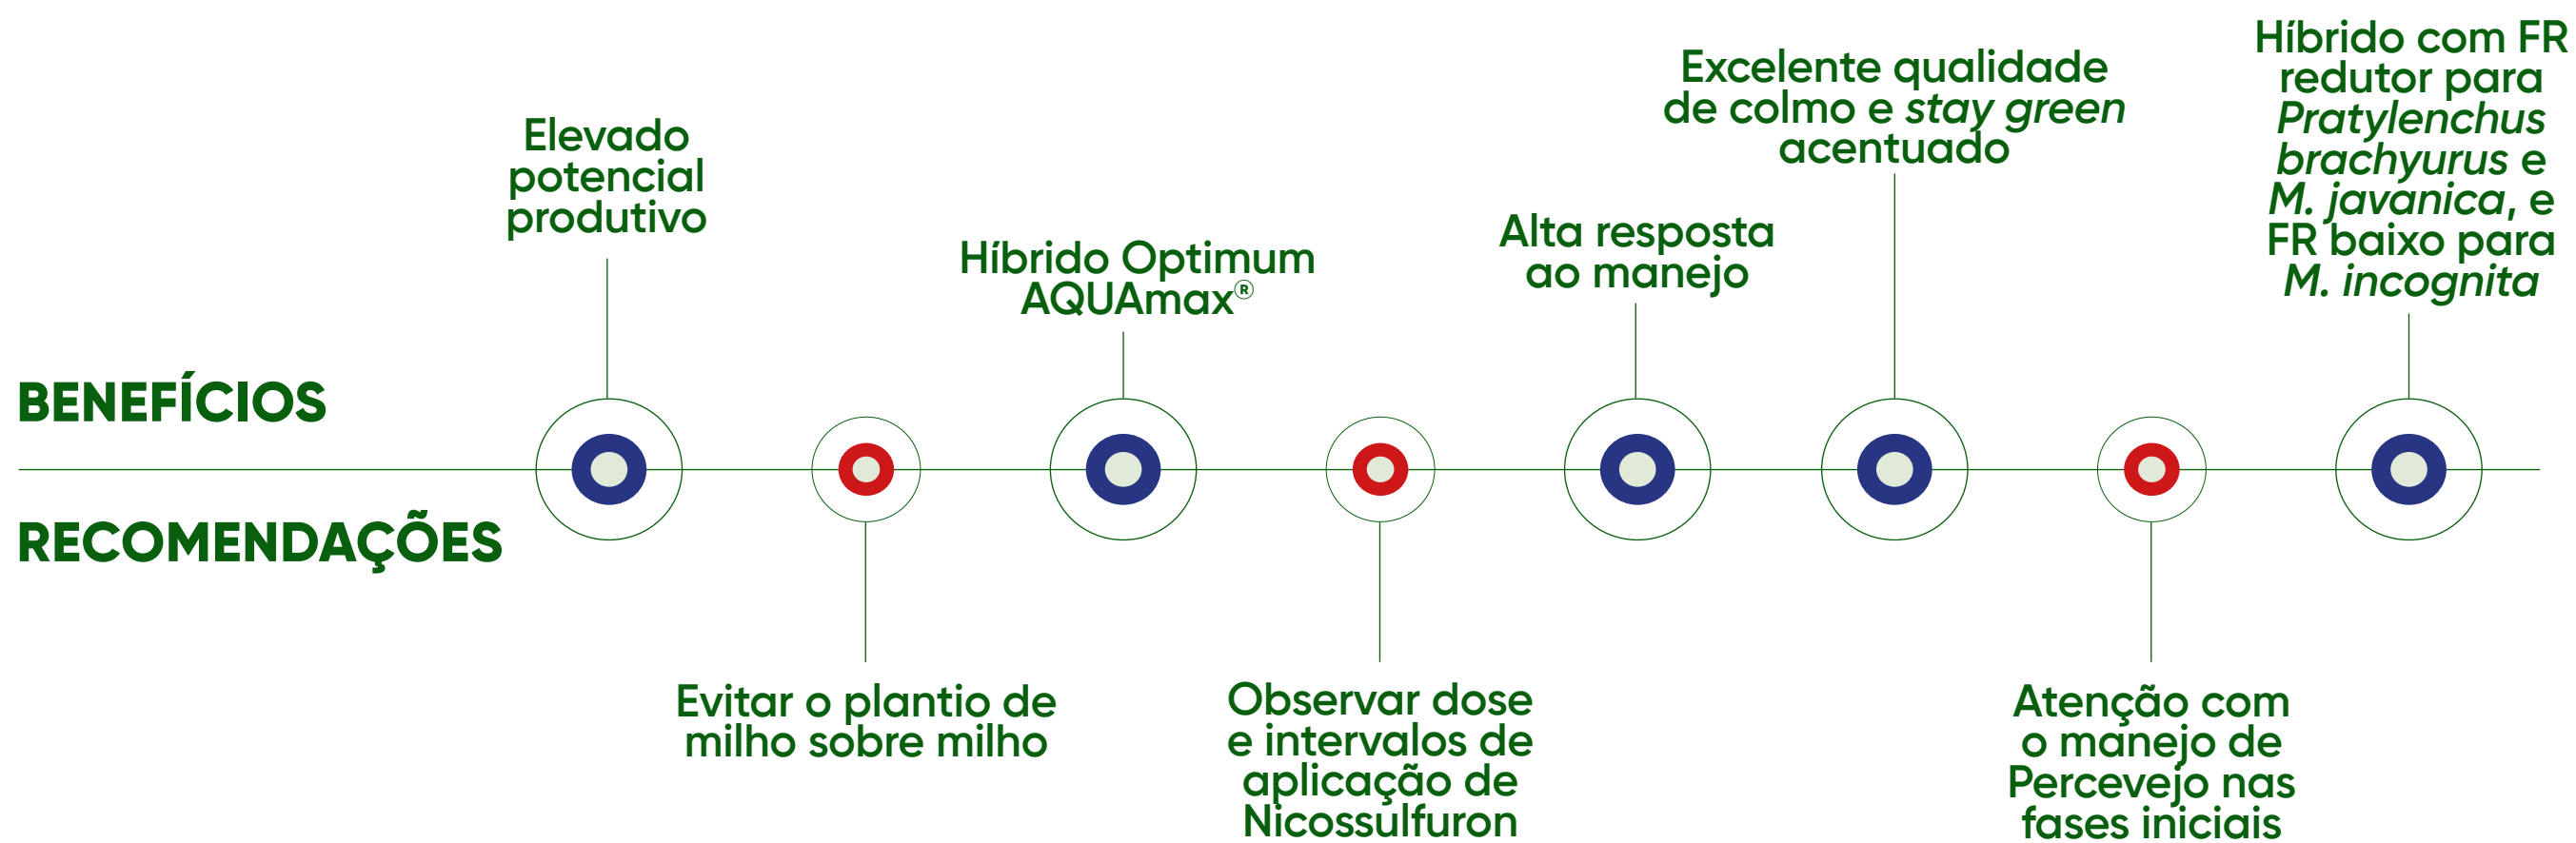 BENEFÍCIOS
Elevado
potencial
produtivo
Híbrido Optimum
AQUAmax®
Alta resposta
ao manejo
Excelente qualidade
de colmo e stay green
acentuado
Híbrido com FR
redutor para
Pratylenchus
brachyurus e
M. javanica, e
FR baixo para
M. incognita
RECOMENDAÇÕES
Evitar o plantio de
milho sobre milho
Observar dose
e intervalos de
aplicação de
Nicossulfuron
Atenção com
o manejo de
Percevejo nas
fases iniciais